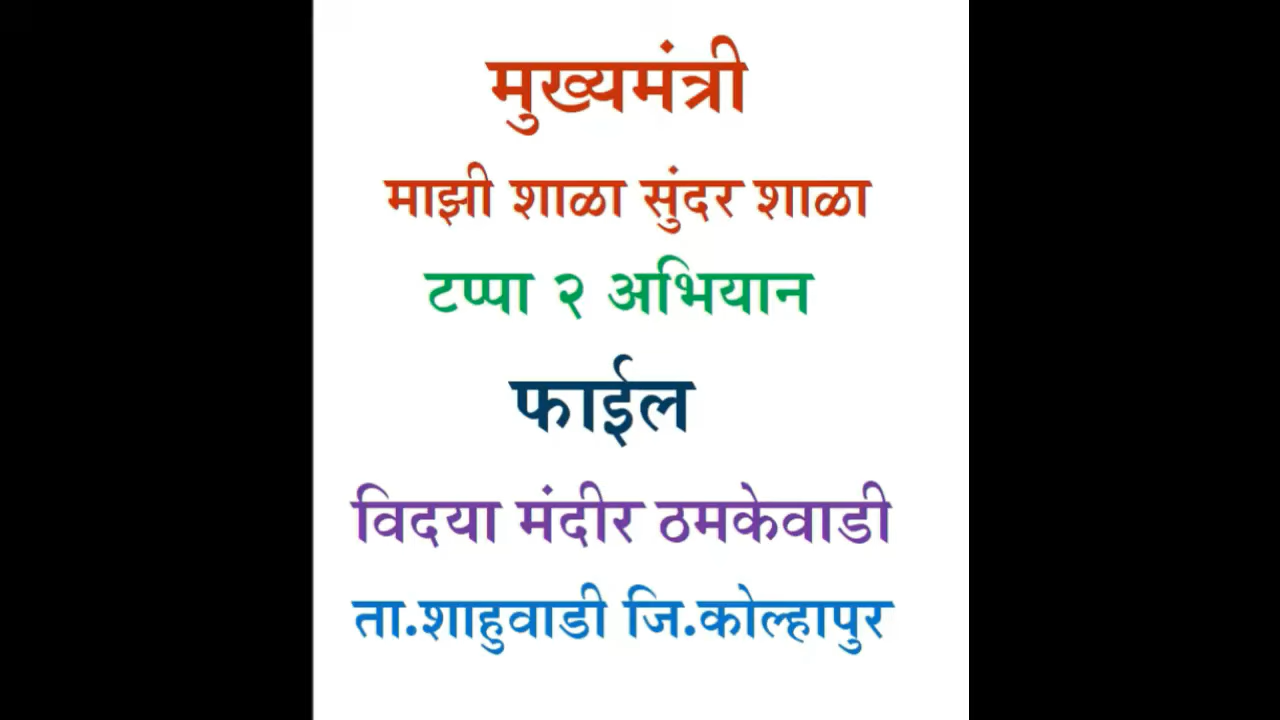 मुख्यमंत्री
माझी शाळा सुंदर शाळा
टप्पा २ अभियान
फाईल
विदया मंदीर ठमकेवाडी
ता.शाहुवाडी जि.कोल्हापुर